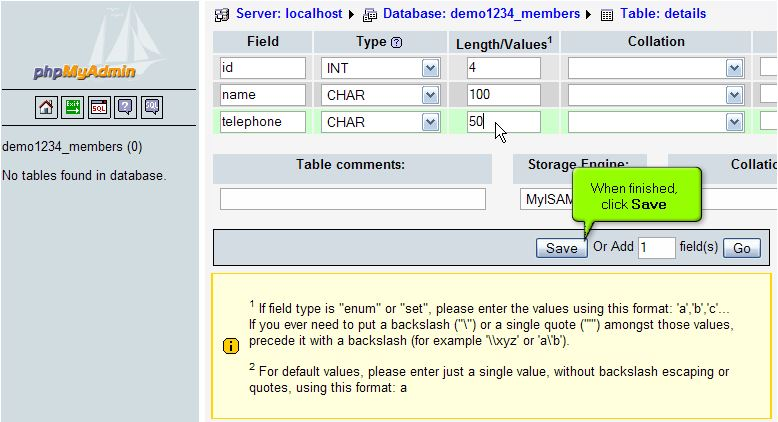 phpMyAdmin
Exit
SQL
demo1234_members (0)
No tables found in database.
Server: localhost Database: demo1234_members Table: details
Field Type Length/Values1 Collation
id INT 4
name CHAR 100
telephone CHAR 50
Table comments: Storage Engine: Collatio
MyISAM
When finished,
click Save
Save Or Add 1 field(s) Go
1 If field type is "enum" or "set", please enter the values using this format: 'a','b','c'...
If you ever need to put a backslash ("\") or a single quote ("'") amongst those values,
precede it with a backslash (for example '\\xyz' or 'a\'b').
2 For default values, please enter just a single value, without backslash escaping or
quotes, using this format: a